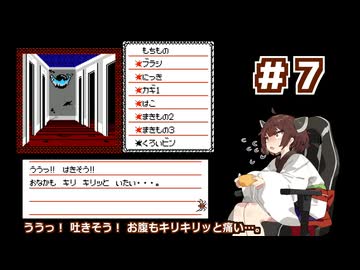 もちもの
ブラシ
にっき
カギ1
はこ
まきもの2
まきもの3
くろいビン
#7
ううっ!! はきそう!!
おなかも キリ キリッと いたい・・・。
ううっ！ 吐きそう！ お腹もキリキリッと痛い…。